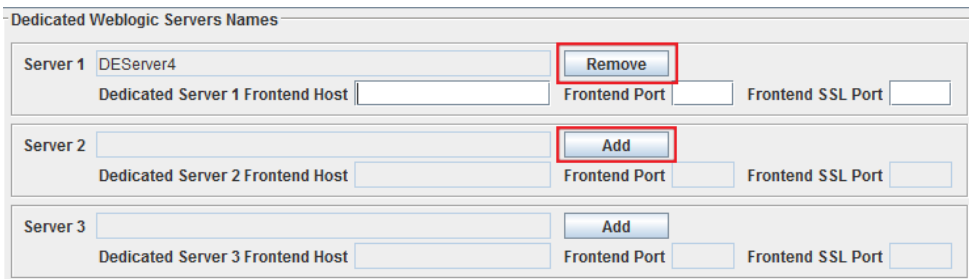 Dedicated Weblogic Servers Names
Server 1 DEServer4 Remove
Dedicated Server 1 Frontend Host Frontend Port Frontend SSL Port
Server 2 Add
Dedicated Server 2 Frontend Host Frontend Port Frontend SSL Port
Server 3 Add
Dedicated Server 3 Frontend Host Frontend Port Frontend SSL Port